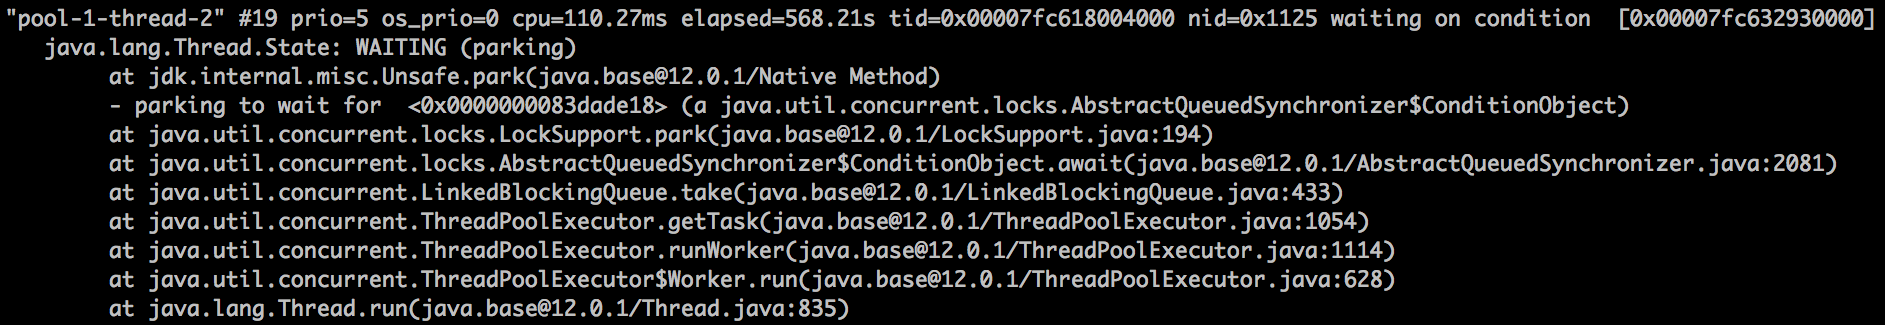 "pool-1-thread-2" #19 prio=5 os_prio=0 cpu=110.27ms elapsed=568.21s tid=0x00007fc618004000 nid=0x1125 waiting on condition  [0x00007fc632930000]
   java.lang.Thread.State: WAITING (parking)
        at jdk.internal.misc.Unsafe.park(java.base@12.0.1/Native Method)
        - parking to wait for  <0x0000000083dade18> (a java.util.concurrent.locks.AbstractQueuedSynchronizer$ConditionObject)
        at java.util.concurrent.locks.LockSupport.park(java.base@12.0.1/LockSupport.java:194)
        at java.util.concurrent.locks.AbstractQueuedSynchronizer$ConditionObject.await(java.base@12.0.1/AbstractQueuedSynchronizer.java:2081)
        at java.util.concurrent.LinkedBlockingQueue.take(java.base@12.0.1/LinkedBlockingQueue.java:433)
        at java.util.concurrent.ThreadPoolExecutor.getTask(java.base@12.0.1/ThreadPoolExecutor.java:1054)
        at java.util.concurrent.ThreadPoolExecutor.runWorker(java.base@12.0.1/ThreadPoolExecutor.java:1114)
        at java.util.concurrent.ThreadPoolExecutor$Worker.run(java.base@12.0.1/ThreadPoolExecutor.java:628)
        at java.lang.Thread.run(java.base@12.0.1/Thread.java:835)